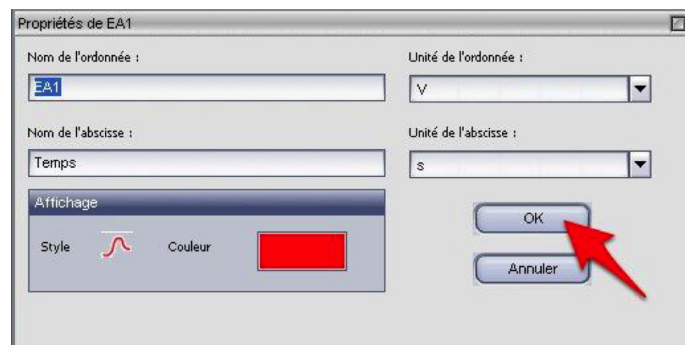 Propriétés de EA1
Nom de l'ordonnée :
Unité de l'ordonnée :
EA1
V
Nom de l'abscisse :
Unité de l'abscisse :
Temps
s
Affichage
Style
Couleur
OK
Annuler